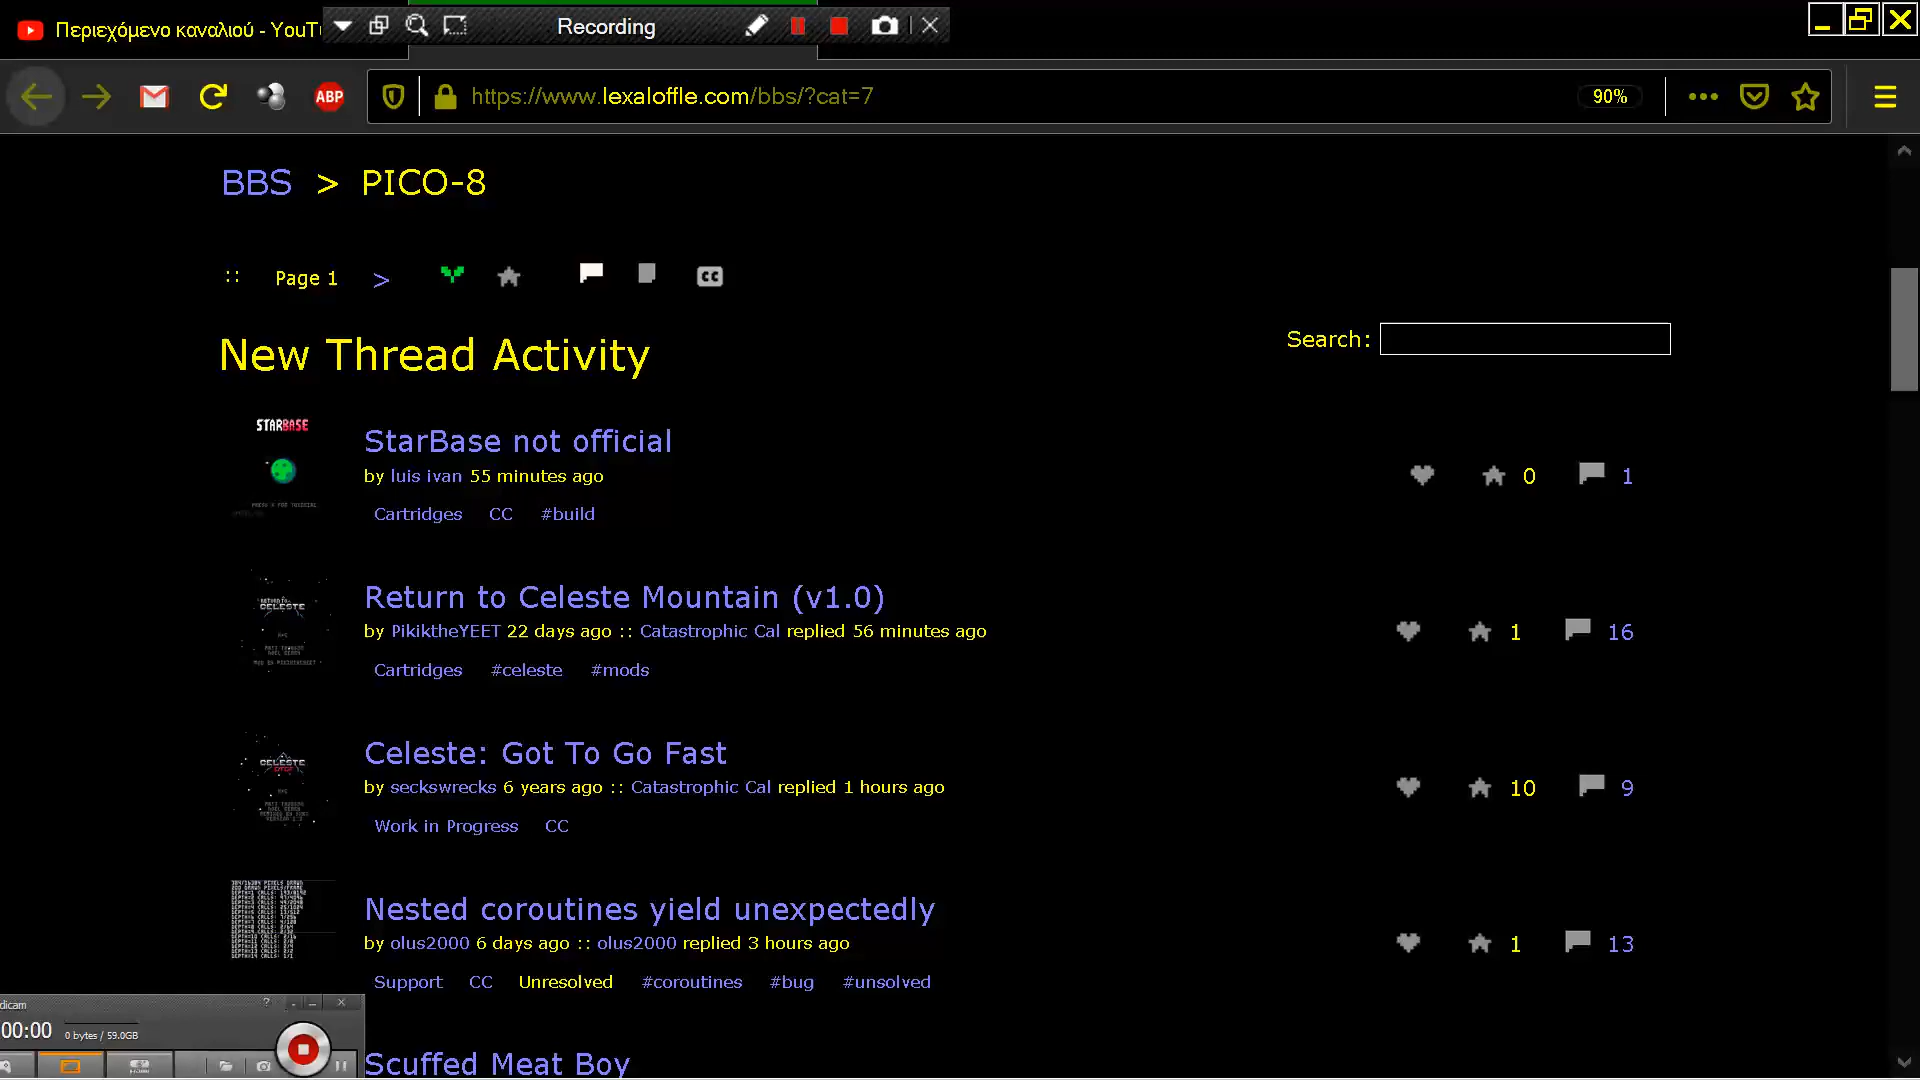 Περιεχόμενο καναλιού - YouT
Recording
ABP
https://www.lexaloffle.com/bbs/?cat=7
90%
BBS > PICO-8
:: Page 1 >
CC
Search:
New Thread Activity
STARBASE
StarBase not official
by luis ivan 55 minutes ago
0 1
Cartridges CC #build
CELESTE
Return to Celeste Mountain (v1.0)
by PikiktheYEET 22 days ago :: Catastrophic Cal replied 56 minutes ago
1 16
Cartridges #celeste #mods
CELESTE
Celeste: Got To Go Fast
by seckswrecks 6 years ago :: Catastrophic Cal replied 1 hours ago
10 9
Work in Progress CC
Nested coroutines yield unexpectedly
by olus2000 6 days ago :: olus2000 replied 3 hours ago
1 13
Support CC Unresolved #coroutines #bug #unsolved
dicam
00:00 0 bytes / 59.0GB
Scuffed Meat Boy